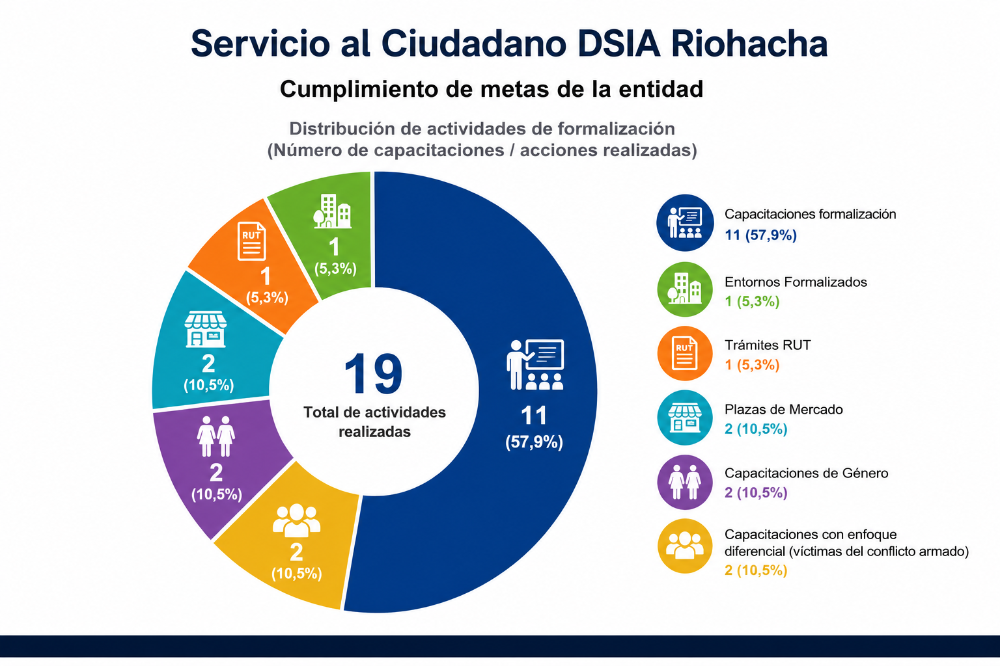 Servicio al Ciudadano DSIA Riohacha
Cumplimiento de metas de la entidad
Distribución de actividades de formalización
(Número de capacitaciones / acciones realizadas)
1
(5,3%)
RUT
1
(5,3%)
2
(10,5%)
2
(10,5%)
2
(10,5%)
11
(57,9%)
19
Total de actividades
realizadas
Capacitaciones formalización
11 (57,9%)
Entornos Formalizados
1 (5,3%)
RUT
Trámites RUT
1 (5,3%)
Plazas de Mercado
2 (10,5%)
Capacitaciones de Género
2 (10,5%)
Capacitaciones con enfoque
diferencial (víctimas del conflicto armado)
2 (10,5%)